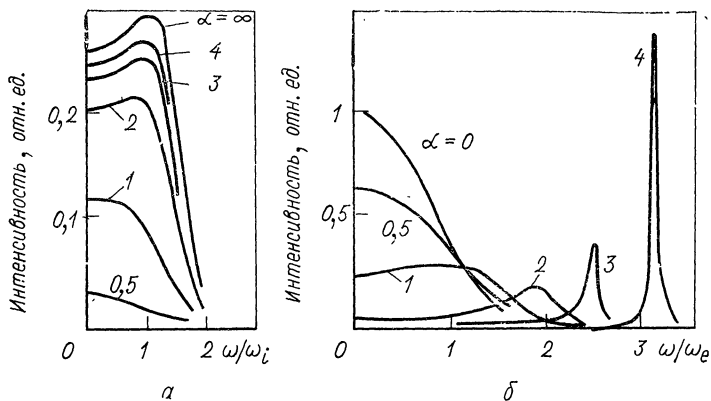 Интенсивность, отн. ед.
0,2
0,1
α=∞
4
3
2
1
0,5
0 1 2 ω/ωi
а
Интенсивность, отн. ед.
1
0,5
α=0
0,5
1
2
3
4
0 1 2 3 ω/ωe
б